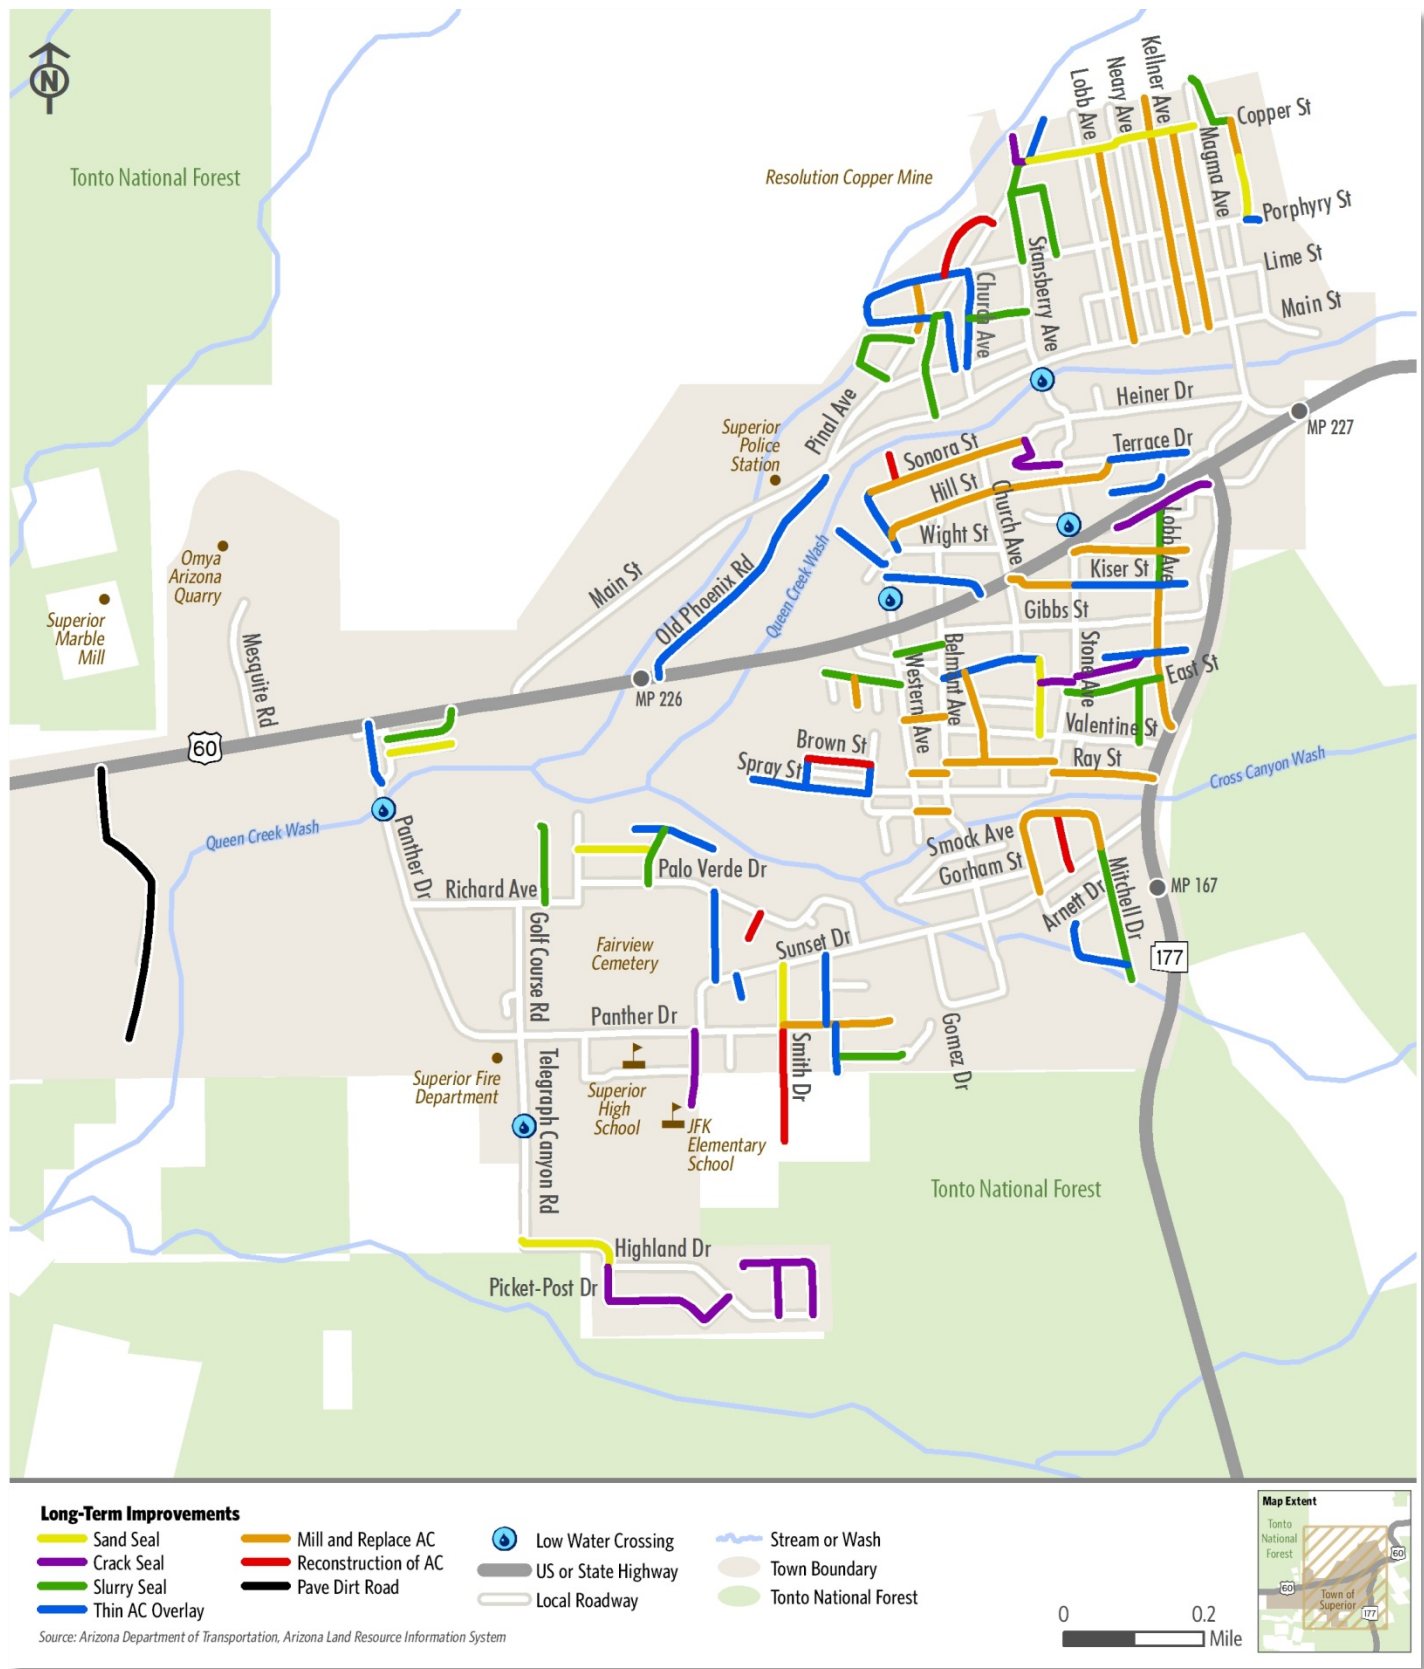 N
Tonto National Forest
Resolution Copper Mine
Lobb Ave
Neary Ave
Kellner Ave
Magma Ave
Copper St
Porphyry St
Lime St
Main St
Stansberry Ave
Church Ave
Pinal Ave
Heiner Dr
MP 227
Superior
Police
Station
Sonora St
Terrace Dr
Hill St
Church Ave
Wight St
Lobb Ave
Kiser St
Gibbs St
Omya
Arizona
Quarry
Superior
Marble
Mill
Mesquite Rd
Main St
Old Phoenix Rd
Queen Creek Wash
MP 226
60
Western Ave
Belmont Ave
Stone Ave
East St
Valentine St
Brown St
Spray St
Ray St
Cross Canyon Wash
Queen Creek Wash
Panther Dr
Smock Ave
Gorham St
Palo Verde Dr
Richard Ave
Arnett Dr
Mitchell Dr
MP 167
177
Golf Course Rd
Fairview
Cemetery
Sunset Dr
Panther Dr
Smith Dr
Gomez Dr
Superior Fire
Department
Telegraph Canyon Rd
Superior
High
School
JFK
Elementary
School
Tonto National Forest
Highland Dr
Picket-Post Dr
Long-Term Improvements
Sand Seal
Crack Seal
Slurry Seal
Thin AC Overlay
Mill and Replace AC
Reconstruction of AC
Pave Dirt Road
Low Water Crossing
US or State Highway
Local Roadway
Stream or Wash
Town Boundary
Tonto National Forest
0 0.2
Mile
Map Extent
Tonto
National
Forest
60
60
Town of
Superior
177
Source: Arizona Department of Transportation, Arizona Land Resource Information System